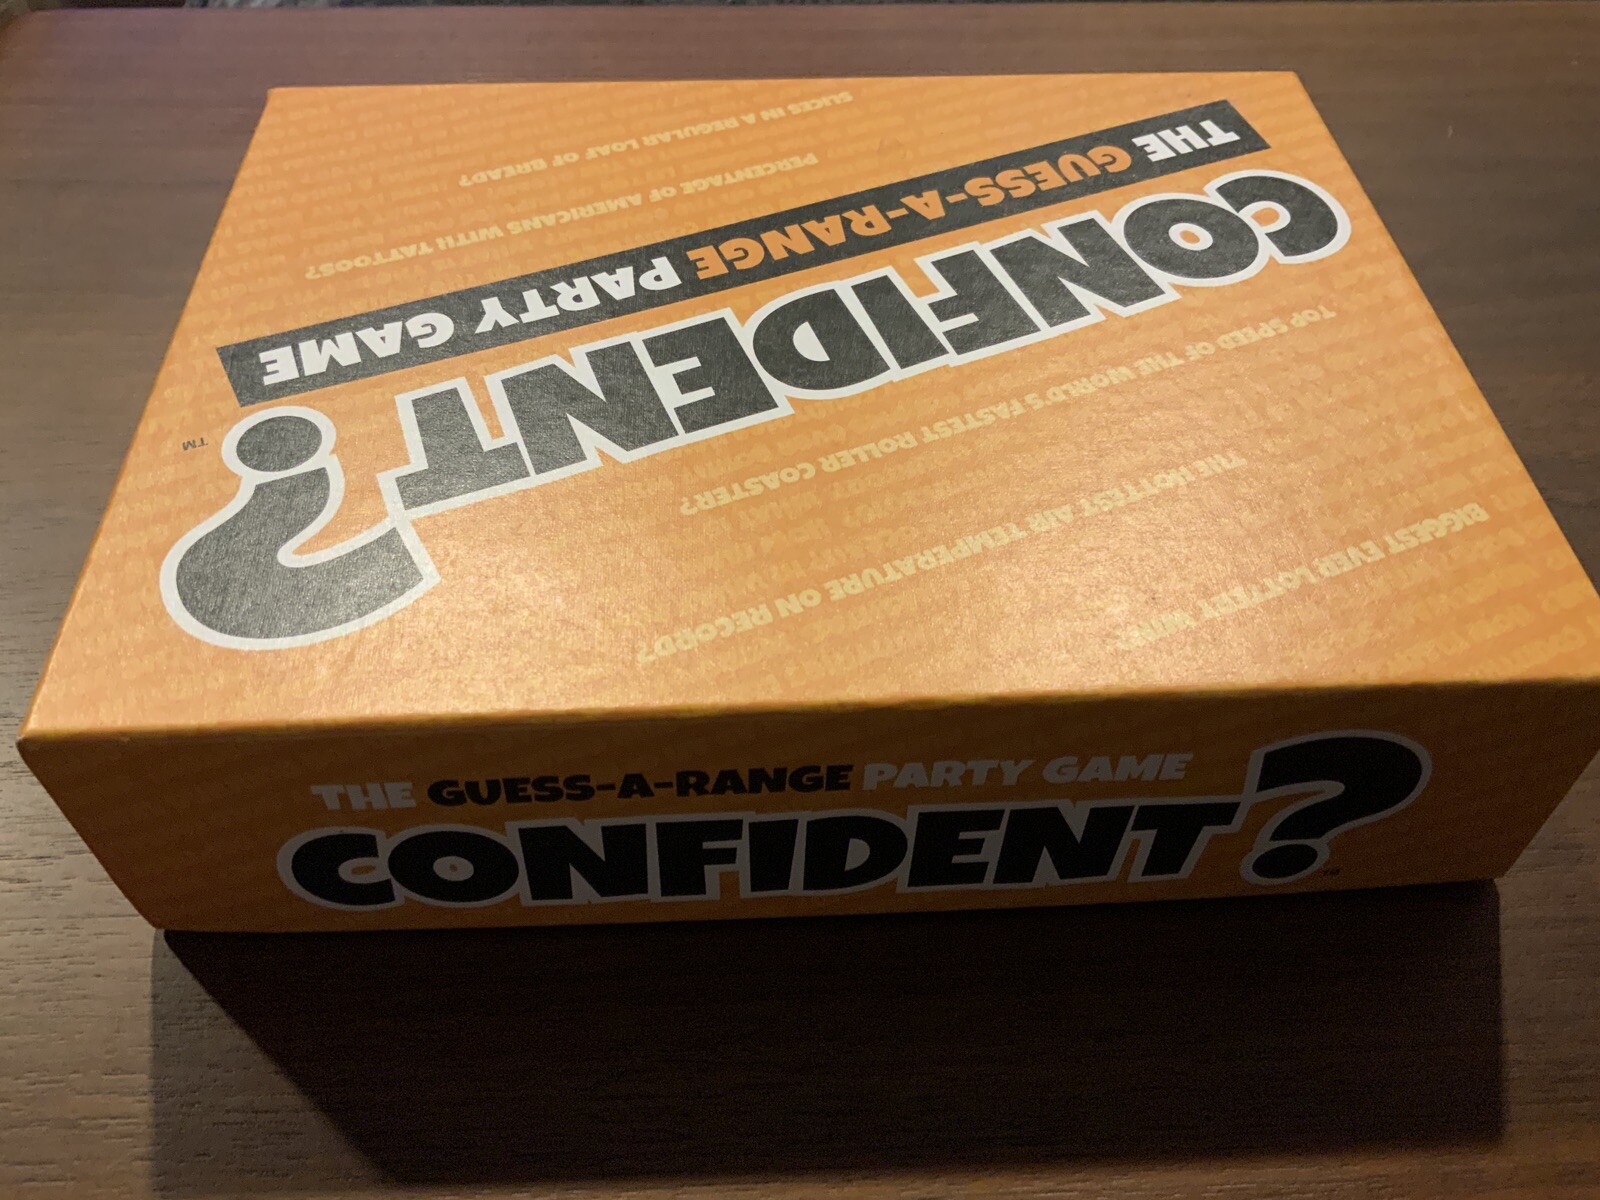 SLICES IN A REGULAR LOAF OF BREAD?
PERCENTAGE OF AMERICANS WITH TATTOOS?
THE GUESS-A-RANGE PARTY GAME
CONFIDENT?
TM
TOP SPEED OF THE WORLD'S FASTEST ROLLER COASTER?
THE HOTTEST AIR TEMPERATURE ON RECORD?
BIGGEST EVER LOTTERY WIN?
THE GUESS-A-RANGE PARTY GAME
CONFIDENT?
TM